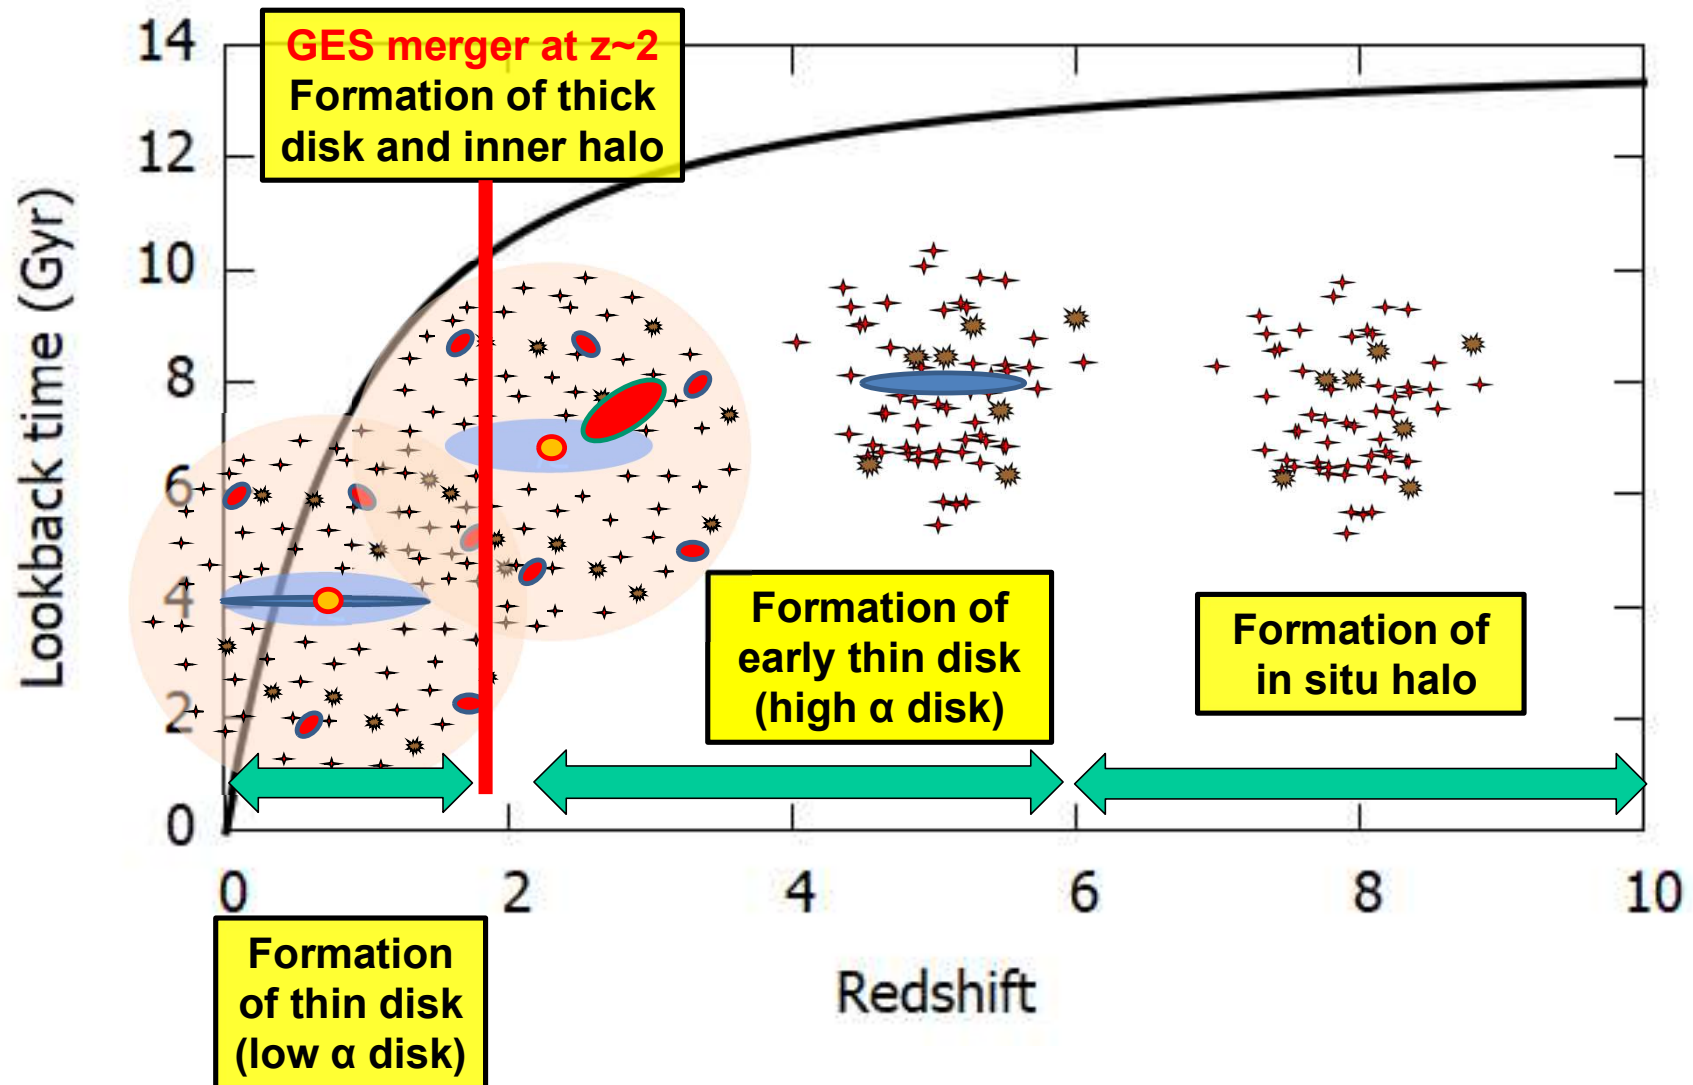 14
12
10
8
6
4
2
0
Lookback time (Gyr)
GES merger at z~2
Formation of thick
disk and inner halo
Formation of
early thin disk
(high α disk)
Formation of
in situ halo
0
2
4
6
8
10
Redshift
Formation
of thin disk
(low α disk)